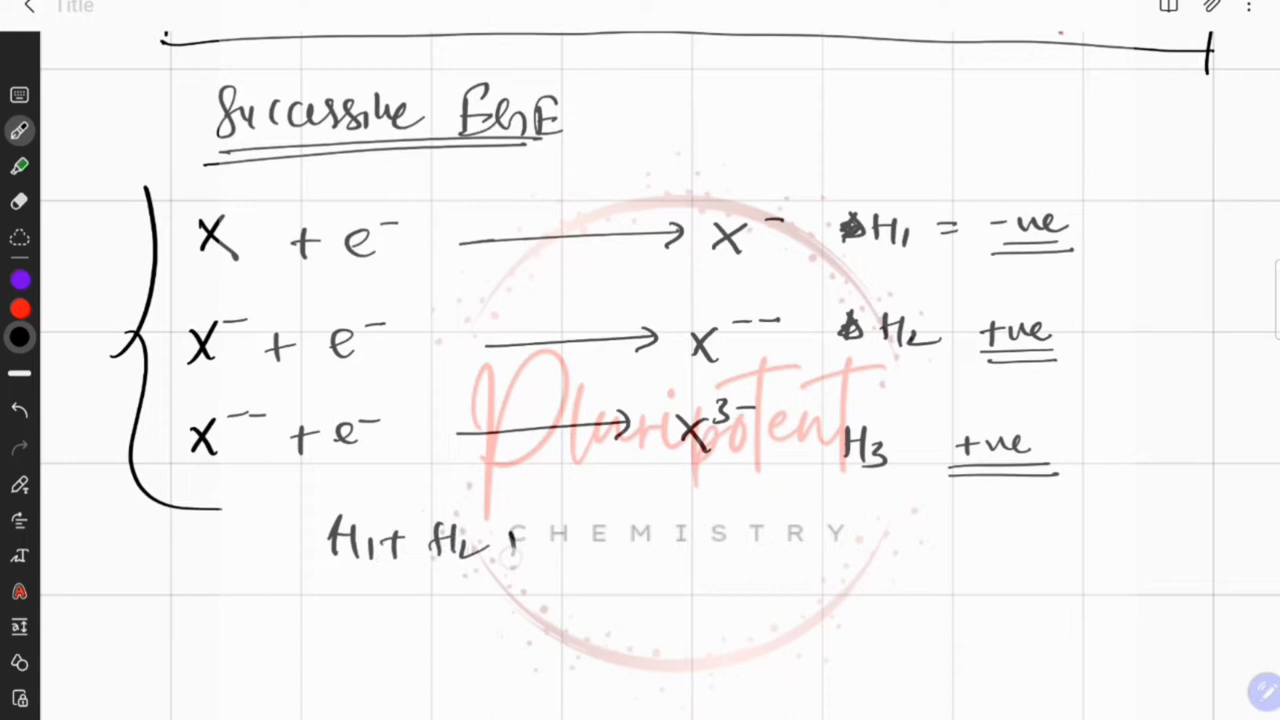 Title
Successive EGE
X + e⁻ ⟶ X⁻ ΔH₁ = -ve
X⁻ + e⁻ ⟶ X⁻⁻ ΔH₂ +ve
X⁻⁻ + e⁻ ⟶ X³⁻ H₃ +ve
Pluripotent
CHEMISTRY
H₁ + H₂